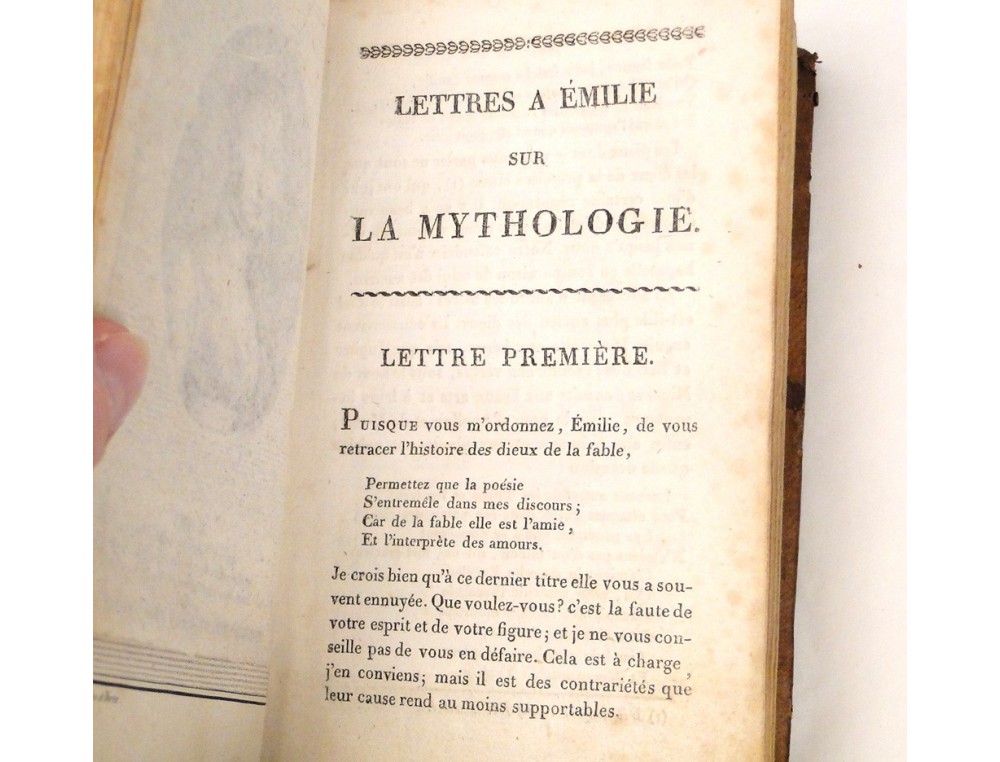 LETTRES A ÉMILIE
SUR
LA MYTHOLOGIE.
LETTRE PREMIÈRE.
PUISQUE vous m'ordonnez, Émilie, de vous
retracer l'histoire des dieux de la fable,
Permettez que la poésie
S'entremêle dans mes discours;
Car de la fable elle est l'amie,
Et l'interprète des amours.
Je crois bien qu'à ce dernier titre elle vous a sou-
vent ennuyée. Que voulez-vous? c'est la faute de
votre esprit et de votre figure; et je ne vous con-
seille pas de vous en défaire. Cela est à charge,
j'en conviens; mais il est des contrariétés que
leur cause rend au moins supportables.